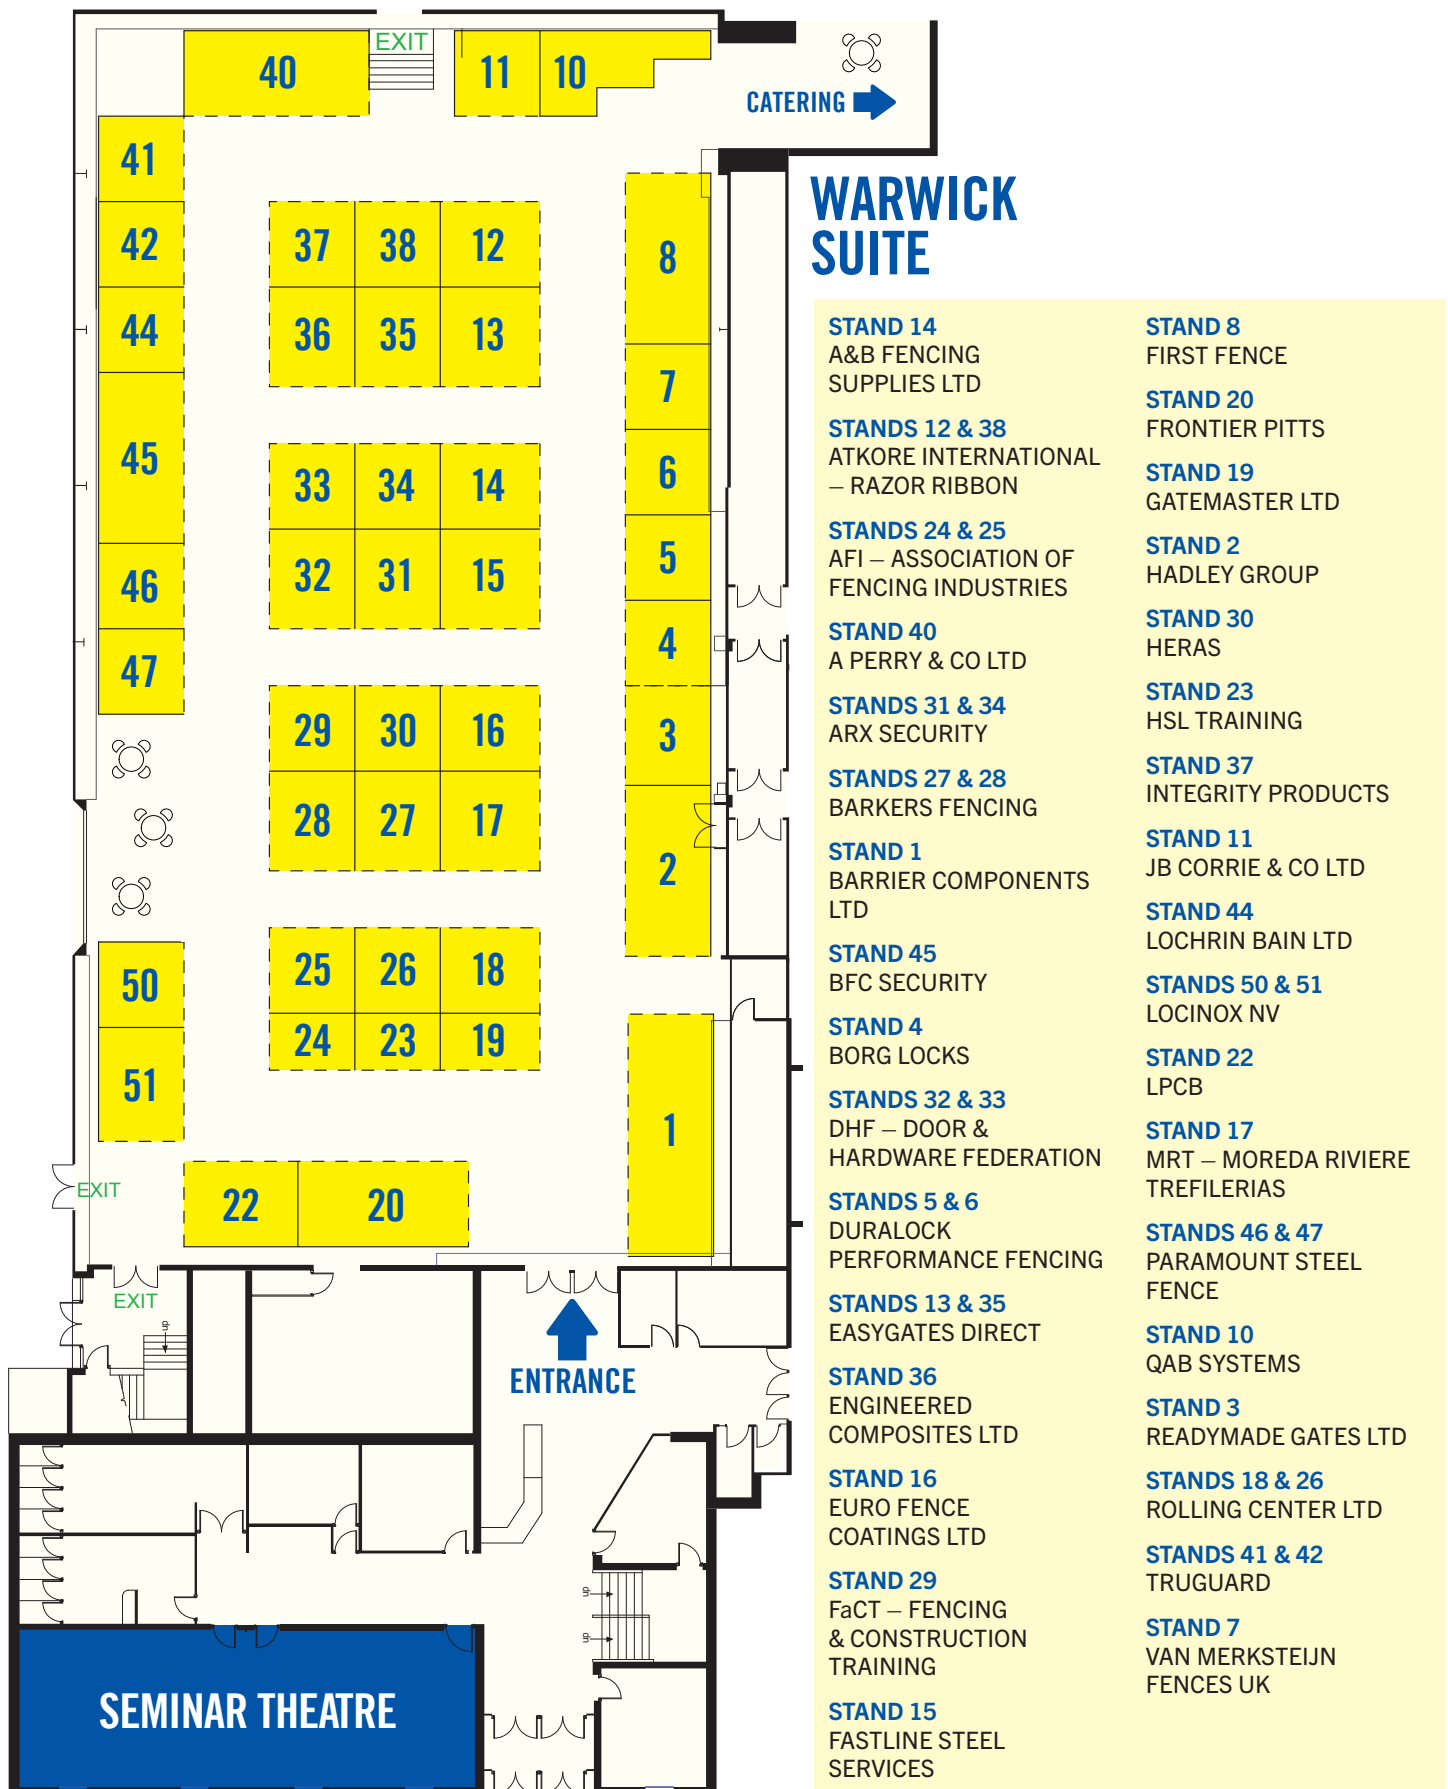 EXIT
40
11
10
CATERING
41
42
44
45
46
47
37
38
12
36
35
13
8
7
6
5
4
3
2
33
34
14
32
31
15
29
30
16
28
27
17
25
26
18
24
23
19
50
51
1
22
20
EXIT
EXIT
up
ENTRANCE
up
up
SEMINAR THEATRE
WARWICK
SUITE
STAND 14
A&B FENCING
SUPPLIES LTD
STANDS 12 & 38
ATKORE INTERNATIONAL
– RAZOR RIBBON
STANDS 24 & 25
AFI – ASSOCIATION OF
FENCING INDUSTRIES
STAND 40
A PERRY & CO LTD
STANDS 31 & 34
ARX SECURITY
STANDS 27 & 28
BARKERS FENCING
STAND 1
BARRIER COMPONENTS
LTD
STAND 45
BFC SECURITY
STAND 4
BORG LOCKS
STANDS 32 & 33
DHF – DOOR &
HARDWARE FEDERATION
STANDS 5 & 6
DURALOCK
PERFORMANCE FENCING
STANDS 13 & 35
EASYGATES DIRECT
STAND 36
ENGINEERED
COMPOSITES LTD
STAND 16
EURO FENCE
COATINGS LTD
STAND 29
FaCT – FENCING
& CONSTRUCTION
TRAINING
STAND 15
FASTLINE STEEL
SERVICES
STAND 8
FIRST FENCE
STAND 20
FRONTIER PITTS
STAND 19
GATEMASTER LTD
STAND 2
HADLEY GROUP
STAND 30
HERAS
STAND 23
HSL TRAINING
STAND 37
INTEGRITY PRODUCTS
STAND 11
JB CORRIE & CO LTD
STAND 44
LOCHRIN BAIN LTD
STANDS 50 & 51
LOCINOX NV
STAND 22
LPCB
STAND 17
MRT – MOREDA RIVIERE
TREFILERIAS
STANDS 46 & 47
PARAMOUNT STEEL
FENCE
STAND 10
QAB SYSTEMS
STAND 3
READYMADE GATES LTD
STANDS 18 & 26
ROLLING CENTER LTD
STANDS 41 & 42
TRUGUARD
STAND 7
VAN MERKSTEIJN
FENCES UK